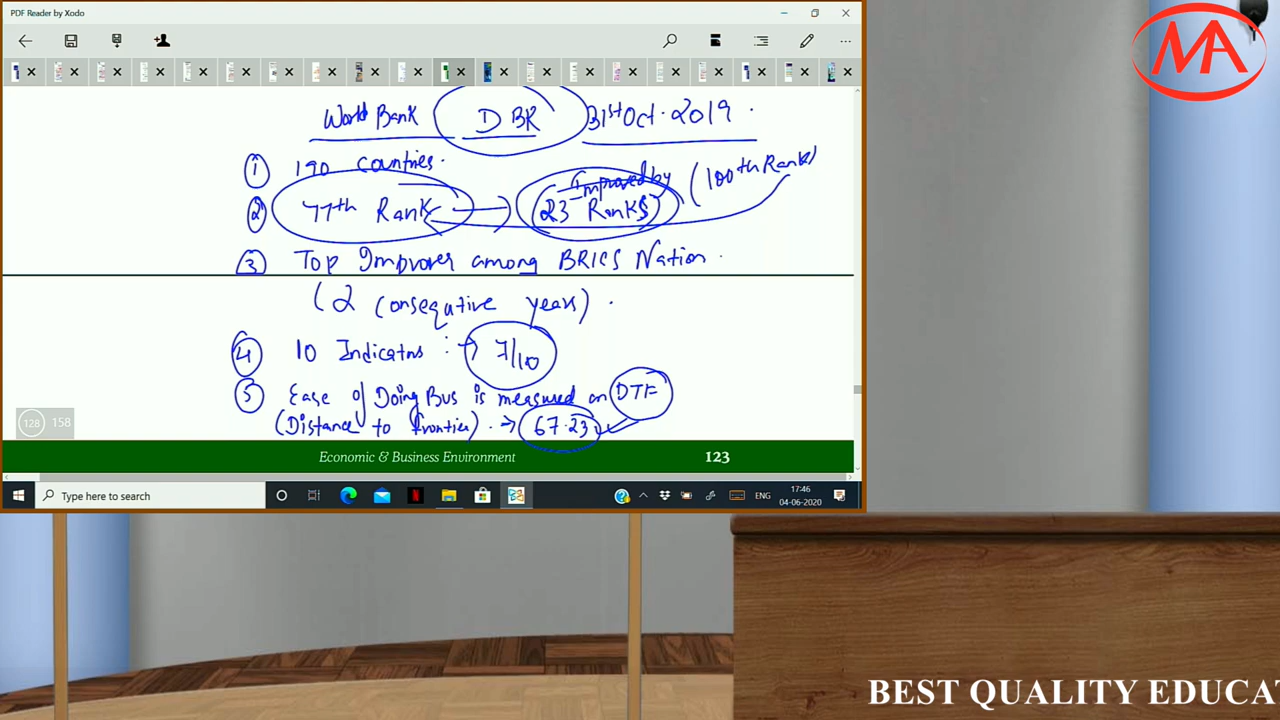 PDF Reader by Xodo
MA
World Bank DBR 31st Oct. 2019.
① 190 Countries.
② 77th Rank Improved by 23 Ranks (100th Rank)
③ Top Improver among BRICS Nation.
(2 Consequtive years).
④ 10 Indicators :→ 7/10
⑤ Ease of Doing Bus is measured on DTF
(Distance to frontier). → 67.23
128 158
Economic & Business Environment 123
Type here to search
ENG
17:46
04-06-2020
BEST QUALITY EDUCA